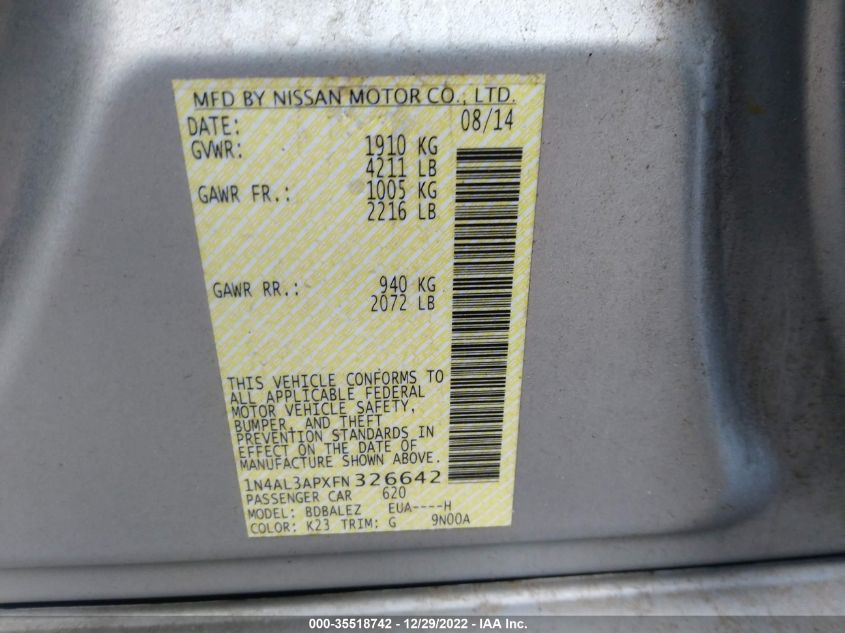 MFD BY NISSAN MOTOR CO., LTD.
DATE: 08/14
GVWR: 1910 KG
4211 LB
GAWR FR.: 1005 KG
2216 LB
GAWR RR.: 940 KG
2072 LB
THIS VEHICLE CONFORMS TO
ALL APPLICABLE FEDERAL
MOTOR VEHICLE SAFETY,
BUMPER, AND THEFT
PREVENTION STANDARDS IN
EFFECT ON THE DATE OF
MANUFACTURE SHOWN ABOVE.
1N4AL3APXFN326642
PASSENGER CAR 620
MODEL: BDBALEZ EUA----H
COLOR: K23 TRIM: G 9N00A
000-35518742 - 12/29/2022 - IAA Inc.